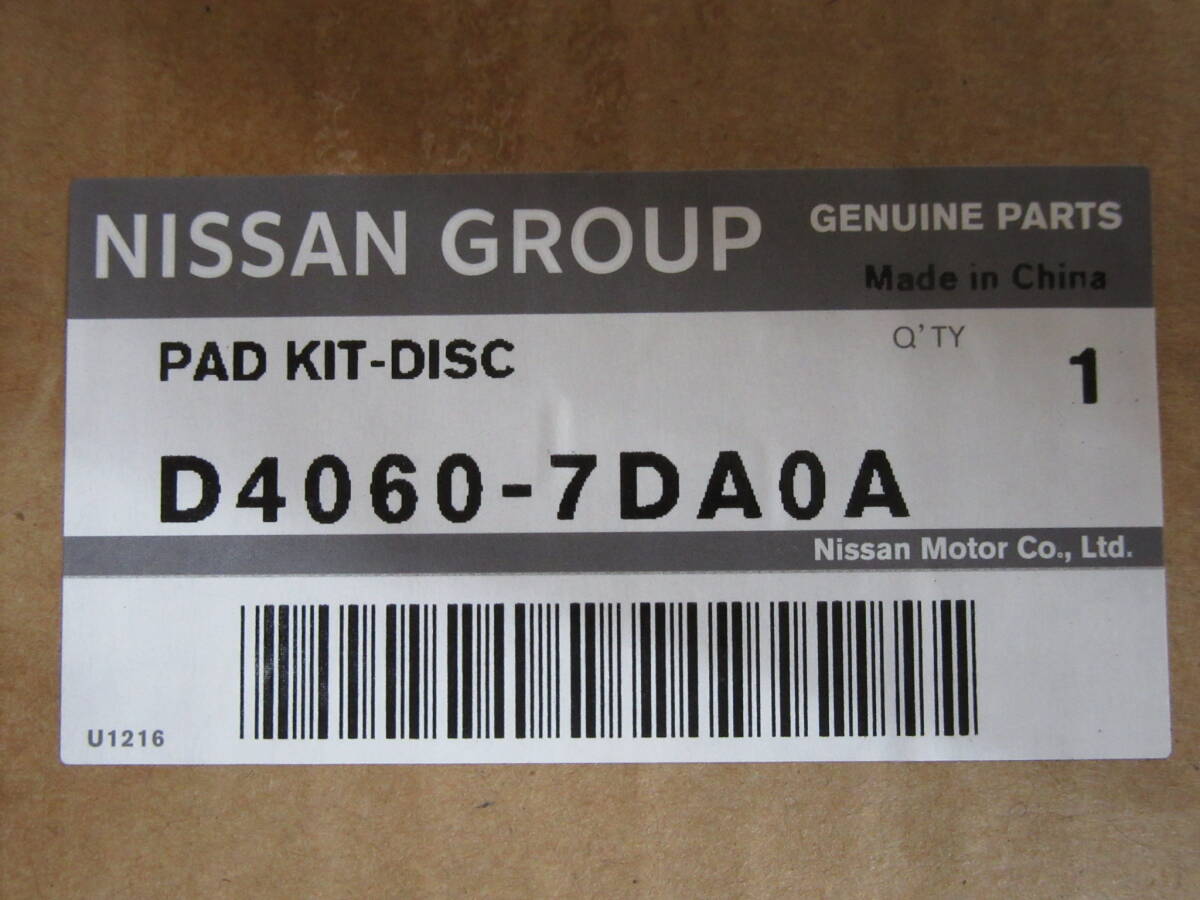 NISSAN GROUP GENUINE PARTS
Made in China
PAD KIT-DISC Q'TY 1
D4060-7DA0A
Nissan Motor Co., Ltd.
U1216